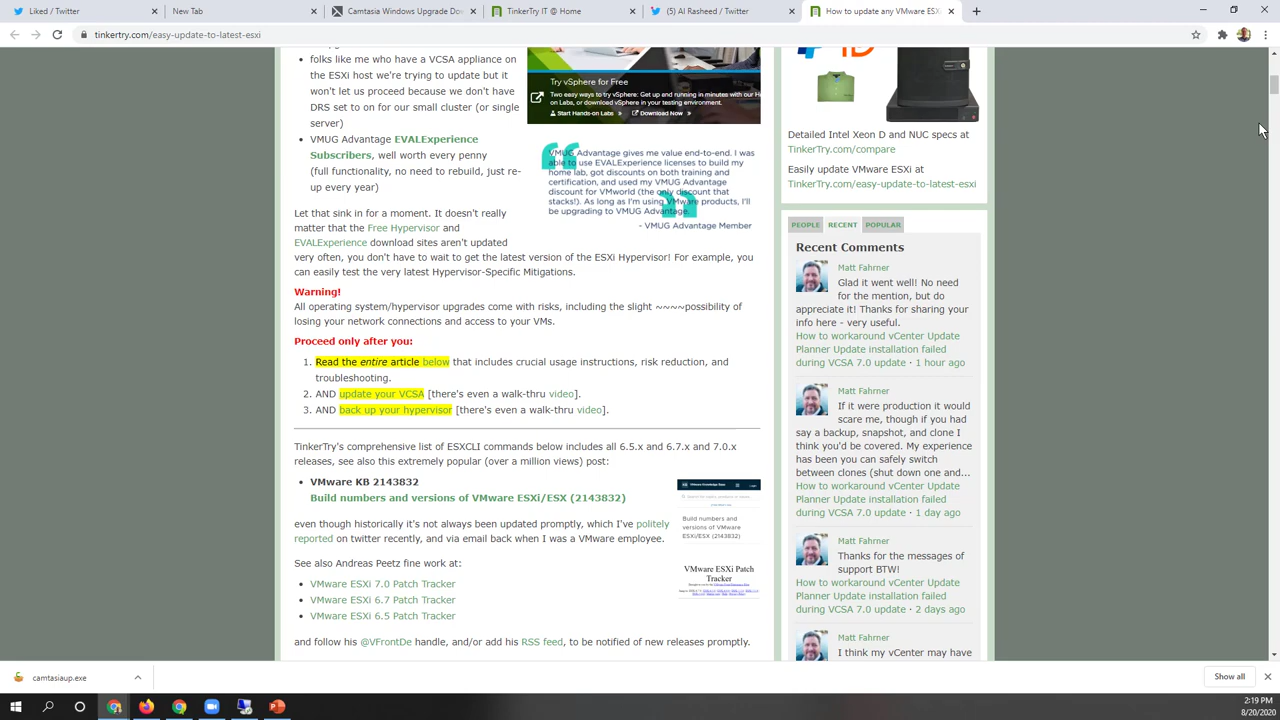 Liked / Twitter
New Tab
Camtasia Windows Upgrade Do
TinkerTry IT @ Home
(5) Al Rasheed / Twitter
How to update any VMware ESXi
tinkertry.com/easy-update-to-latest-esxi
folks like me who have a VCSA appliance on
the ESXi host we're trying to update but it
won't let us proceed because we don't have
DRS set to on for our small cluster (or single
server)
VMUG Advantage EVALExperience
Subscribers, well worth every penny
(full functionality, no need to rebuild, just re-
up every year)
Try vSphere for Free
Two easy ways to try vSphere: Get up and running in minutes with our H
on Labs, or download vSphere in your testing environment.
Start Hands-on Labs » Download Now »
VMUG Advantage gives me value end-to-end. I was
able to use EVALExperience licenses to build my
home lab, got discounts on both training and
certification, and used my VMUG Advantage
discount for VMworld (the only discount that
stacks!). As long as I'm using VMware products, I'll
be upgrading to VMUG Advantage.
- VMUG Advantage Member
Let that sink in for a moment. It doesn't really
matter that the Free Hypervisor and
EVALExperience download sites aren't updated
very often, you don't have to wait to get the latest version of the ESXi Hypervisor! For example, you
can easily test the very latest Hypervisor-Specific Mitigations.
Warning!
All operating system/hypervisor upgrades come with risks, including the slight ~~~~possibility of
losing your network connections and access to your VMs.
Proceed only after you:
1. Read the entire article below that includes crucial usage instructions, risk reduction, and
troubleshooting.
2. AND update your VCSA [there's even a walk-thru video].
3. AND back up your hypervisor [there's even a walk-thru video].
TinkerTry's comprehensive list of ESXCLI commands below includes all 6.5.x and 6.7.x and 7.0.x
releases, see also this extremely popular (over a million views) post:
VMware KB 2143832
Build numbers and versions of VMware ESXi/ESX (2143832)
even though historically it's not always been updated promptly, which I've politely
reported on twitter recently, and via email back when I was a VMware employee.
Build numbers and
versions of VMware
ESXi/ESX (2143832)
VMware ESXi Patch
Tracker
See also Andreas Peetz fine work at:
VMware ESXi 7.0 Patch Tracker
VMware ESXi 6.7 Patch Tracker
VMware ESXi 6.5 Patch Tracker
and follow his @VFrontDe handle, and/or add his RSS feed, to be notified of new releases promptly.
Detailed Intel Xeon D and NUC specs at
TinkerTry.com/compare
Easily update VMware ESXi at
TinkerTry.com/easy-update-to-latest-esxi
PEOPLE RECENT POPULAR
Recent Comments
Matt Fahrner
Glad it went well! No need
for the mention, but do
appreciate it! Thanks for sharing your
info here - very useful.
How to workaround vCenter Update
Planner Update installation failed
during VCSA 7.0 update · 1 hour ago
Matt Fahrner
If it were production it would
scare me, though if you had
say a backup, snapshot, and clone I
think you'd be covered. My experience
has been you can safely switch
between clones (shut down one and...
How to workaround vCenter Update
Planner Update installation failed
during VCSA 7.0 update · 1 day ago
Matt Fahrner
Thanks for the messages of
support BTW!
How to workaround vCenter Update
Planner Update installation failed
during VCSA 7.0 update · 2 days ago
Matt Fahrner
I think my vCenter may have
camtasiaup.exe
Show all
2:19 PM
8/20/2020